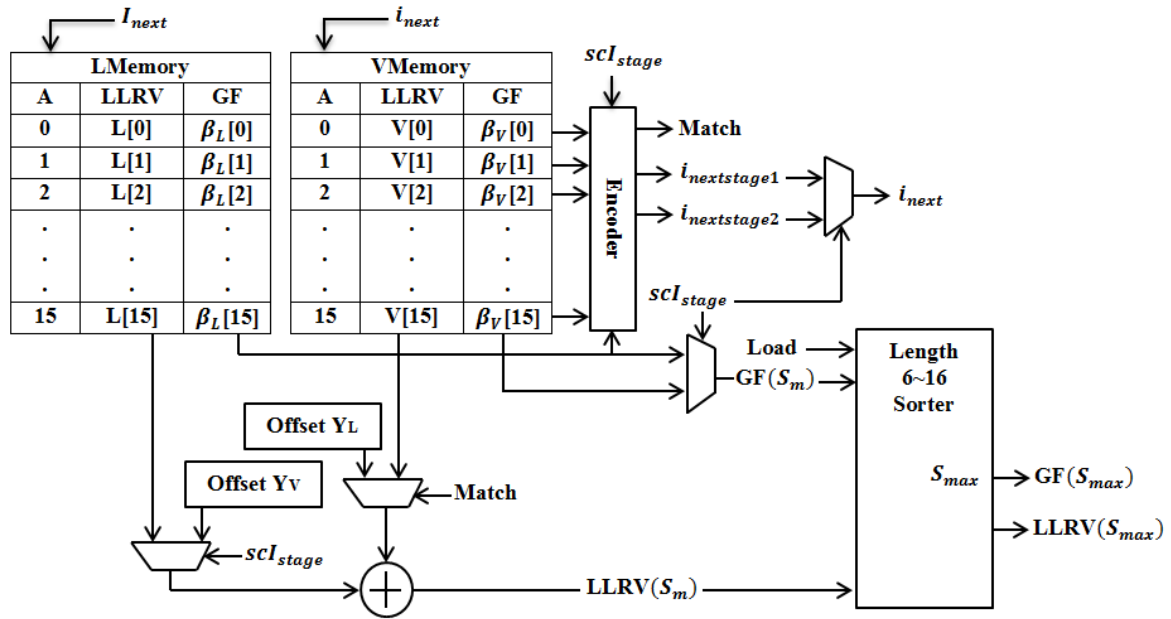 I_next
i_next
LMemory
A LLRV GF
0 L[0] β_L[0]
1 L[1] β_L[1]
2 L[2] β_L[2]
. . .
. . .
. . .
15 L[15] β_L[15]
VMemory
A LLRV GF
0 V[0] β_V[0]
1 V[1] β_V[1]
2 V[2] β_V[2]
. . .
. . .
. . .
15 V[15] β_V[15]
scI_stage
Encoder
Match
i_nextstage1
i_nextstage2
i_next
scI_stage
Load
GF(S_m)
Length
6~16
Sorter
S_max
GF(S_max)
LLRV(S_max)
Offset Y_L
Offset Y_V
Match
scI_stage
LLRV(S_m)